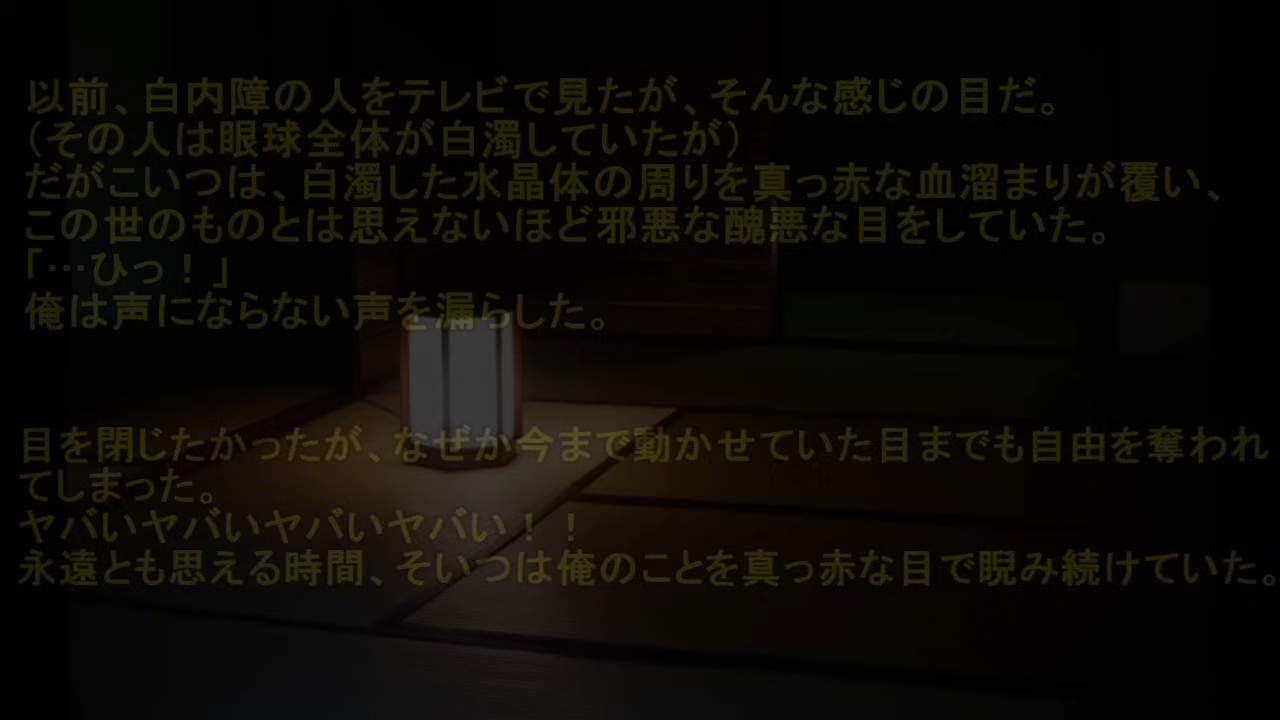 以前、白内障の人をテレビで見たが、そんな感じの目だ。
（その人は眼球全体が白濁していたが）
だがこいつは、白濁した水晶体の周りを真っ赤な血溜まりが覆い、
この世のものとは思えないほど邪悪な醜悪な目をしていた。
「…ひっ！」
俺は声にならない声を漏らした。
目を閉じたかったが、なぜか今まで動かせていた目までも自由を奪われ
てしまった。
ヤバいヤバいヤバいヤバい！！
永遠とも思える時間、そいつは俺のことを真っ赤な目で睨み続けていた。